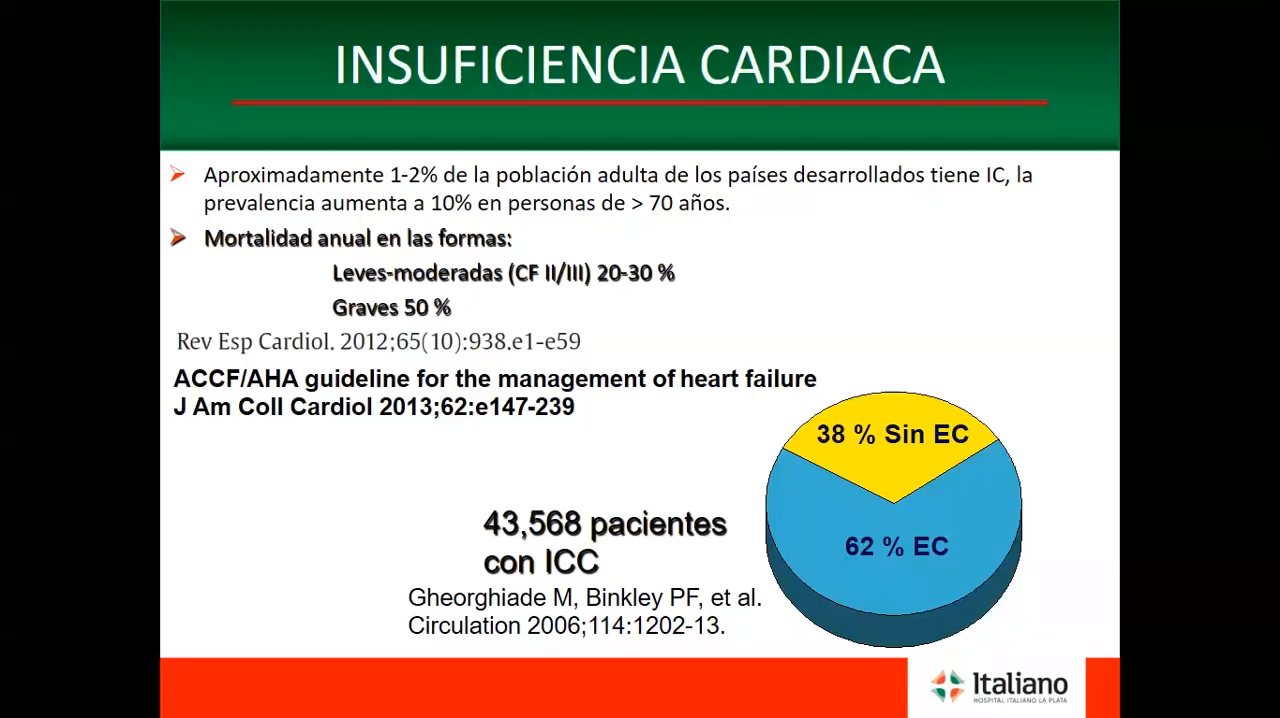 INSUFICIENCIA CARDIACA
Aproximadamente 1-2% de la población adulta de los países desarrollados tiene IC, la
prevalencia aumenta a 10% en personas de > 70 años.
Mortalidad anual en las formas:
Leves-moderadas (CF II/III) 20-30 %
Graves 50 %
Rev Esp Cardiol. 2012;65(10):938.e1-e59
ACCF/AHA guideline for the management of heart failure
J Am Coll Cardiol 2013;62:e147-239
38 % Sin EC
62 % EC
43,568 pacientes
con ICC
Gheorghiade M, Binkley PF, et al.
Circulation 2006;114:1202-13.
Italiano
HOSPITAL ITALIANO LA PLATA